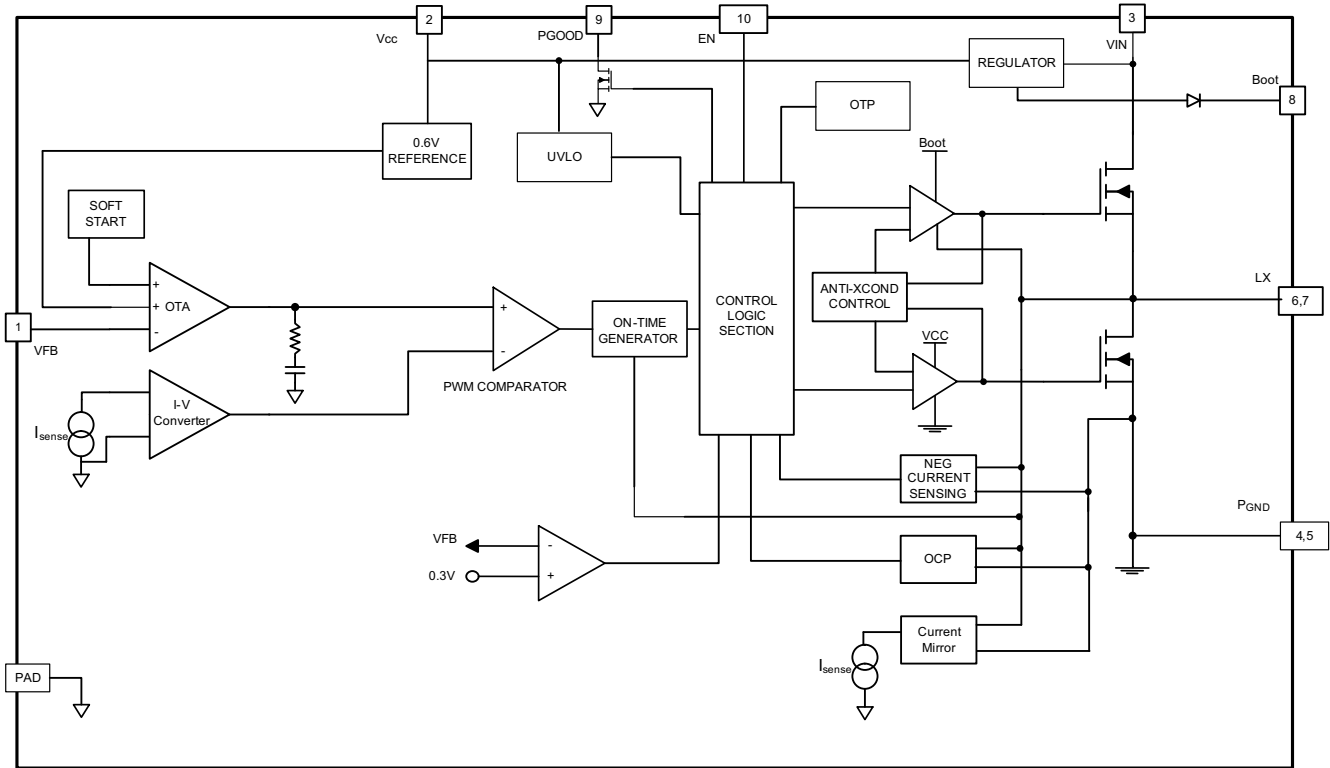 2
9
10
3
Vcc
PGOOD
EN
VIN
REGULATOR
Boot
8
OTP
0.6V
REFERENCE
UVLO
Boot
SOFT
START
+
+
OTA
-
1
VFB
+
-
PWM COMPARATOR
ON-TIME
GENERATOR
CONTROL
LOGIC
SECTION
ANTI-XCOND
CONTROL
VCC
LX
6,7
I-V
Converter
Isense
NEG
CURRENT
SENSING
PGND
4,5
VFB
-
0.3V
+
OCP
Current
Mirror
Isense
PAD